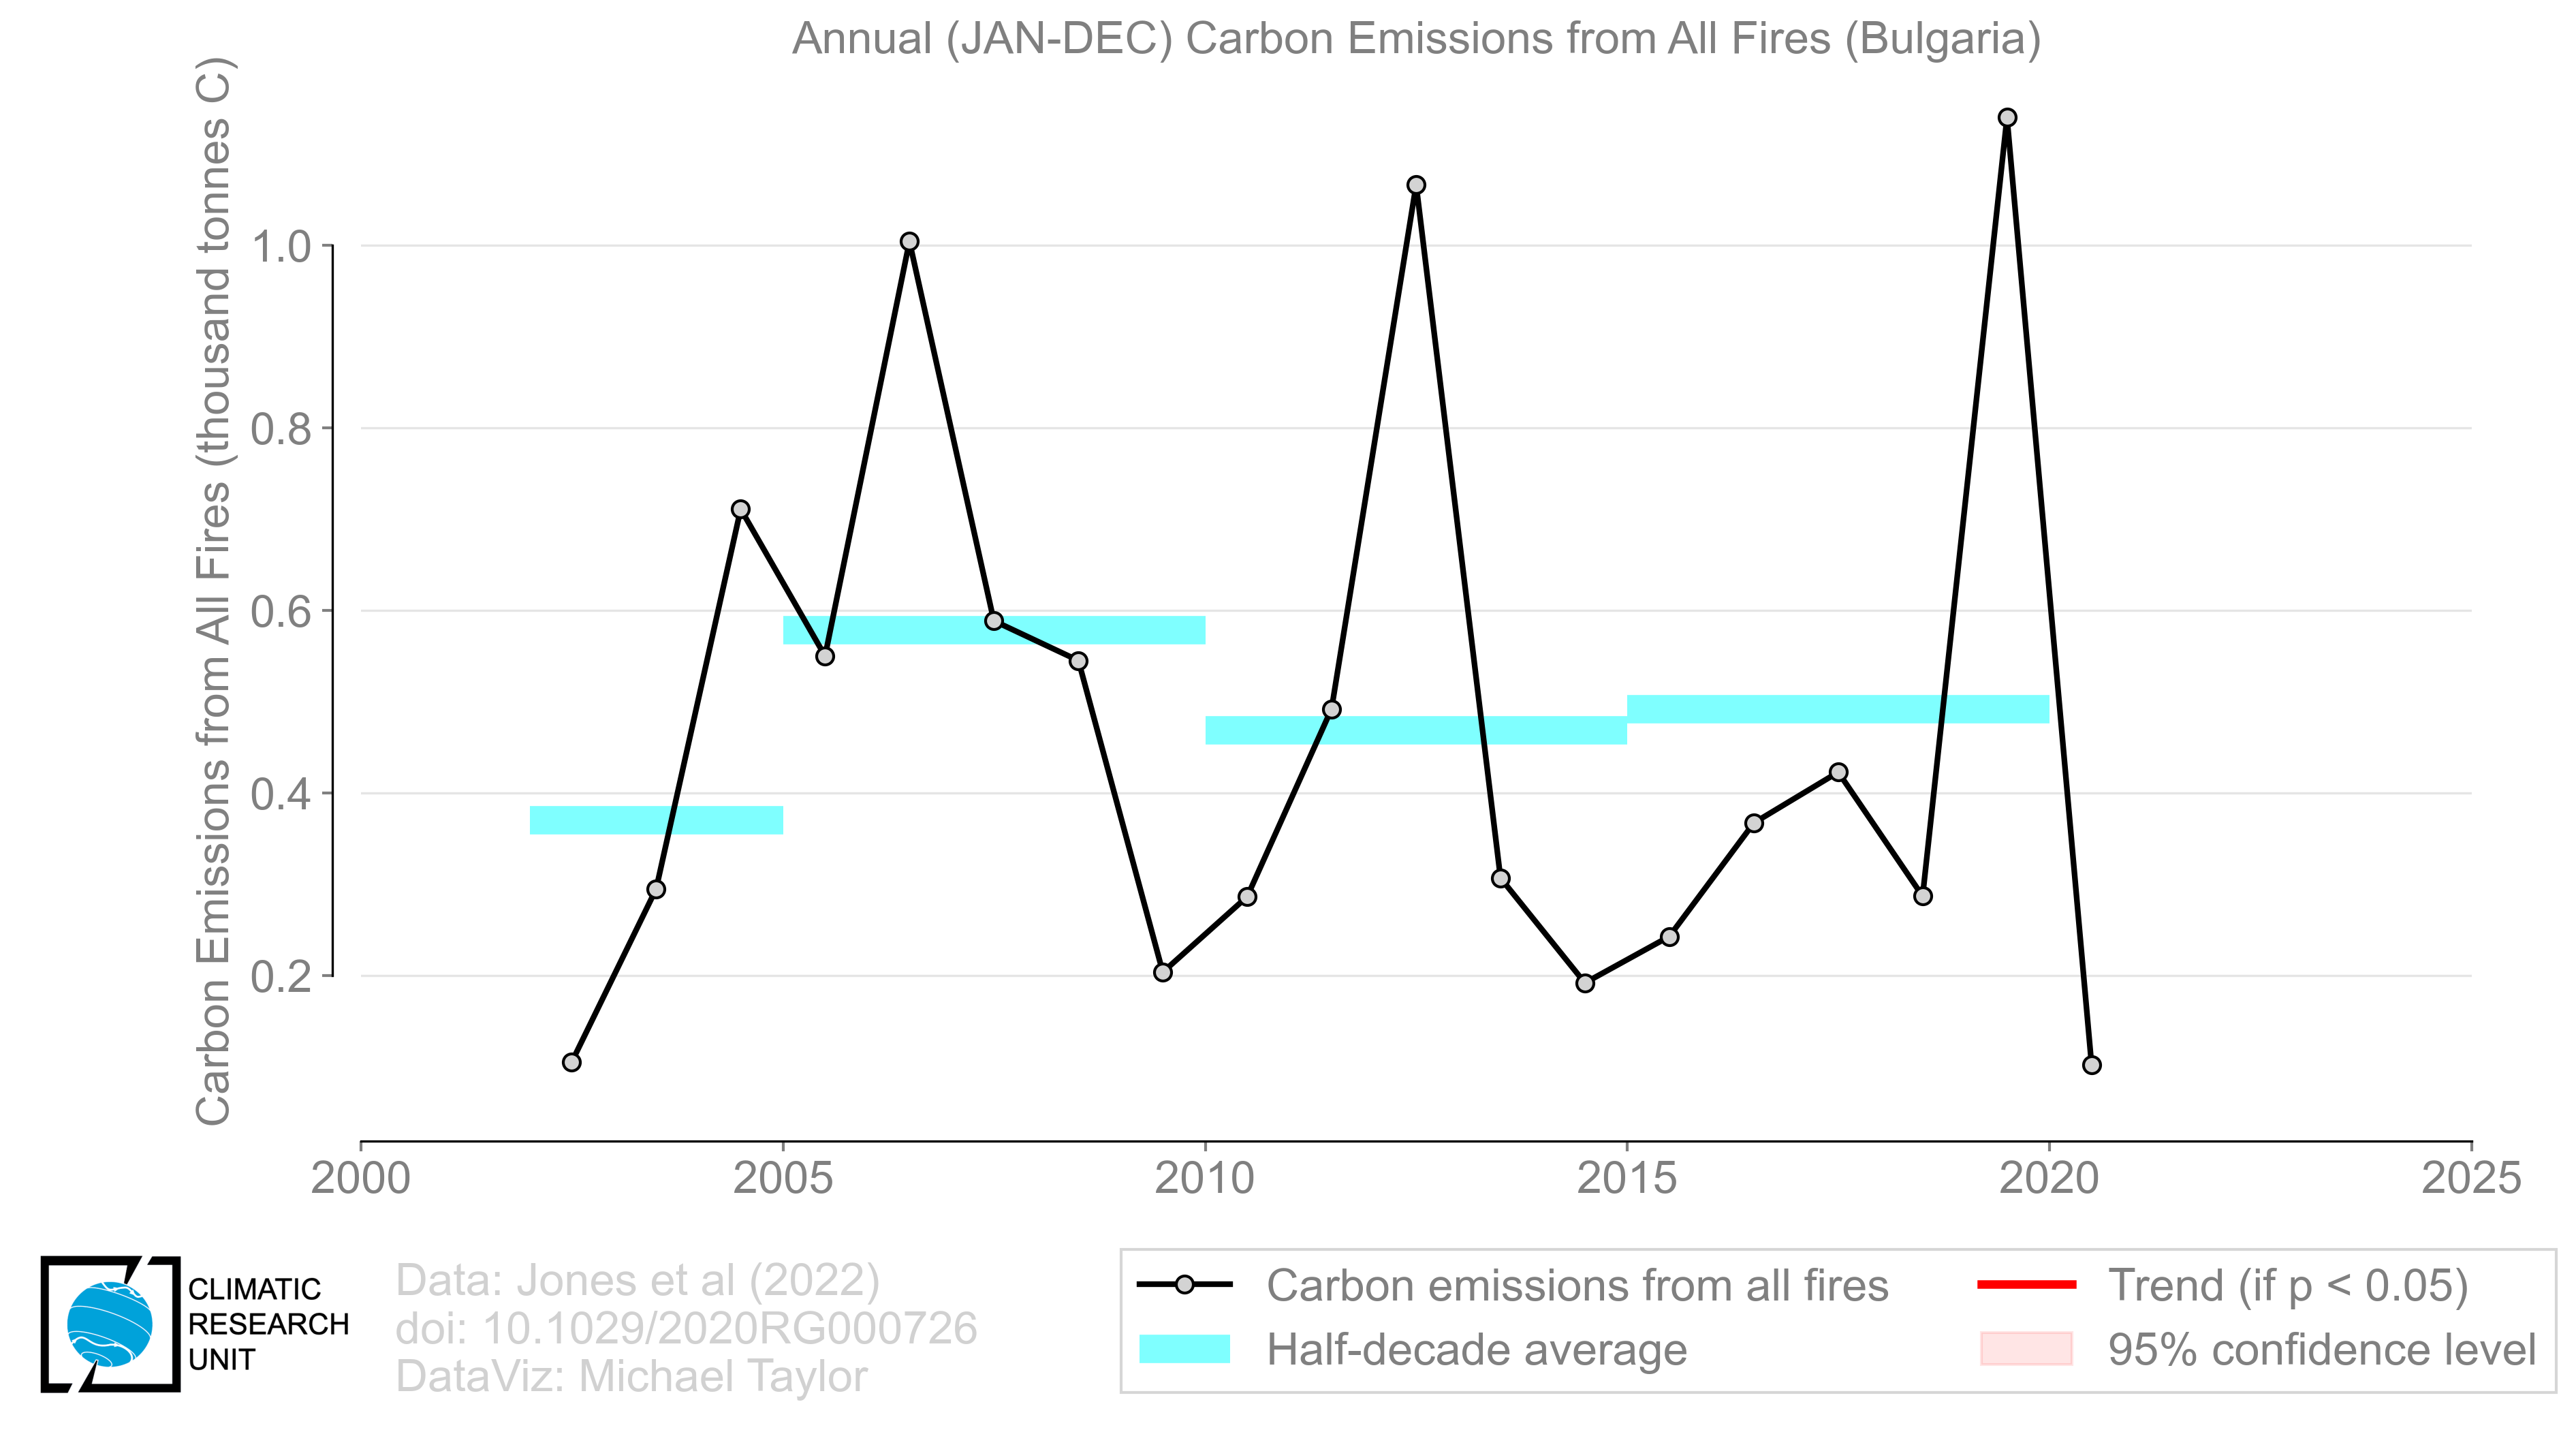 Annual (JAN-DEC) Carbon Emissions from All Fires (Bulgaria)
Carbon Emissions from All Fires (thousand tonnes C)
1.0
0.8
0.6
0.4
0.2
2000
2005
2010
2015
2020
2025
CLIMATIC
RESEARCH
UNIT
Data: Jones et al (2022)
doi: 10.1029/2020RG000726
DataViz: Michael Taylor
Carbon emissions from all fires
Half-decade average
Trend (if p < 0.05)
95% confidence level